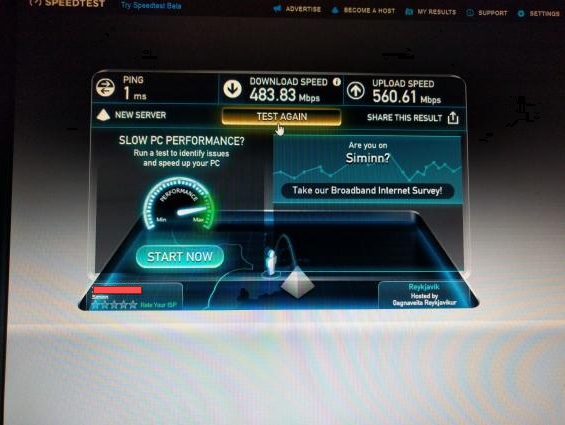 SPEEDTEST
Try Speedtest Beta
ADVERTISE
BECOME A HOST
MY RESULTS
SUPPORT
SETTINGS
PING
1 ms
DOWNLOAD SPEED
483.83 Mbps
UPLOAD SPEED
560.61 Mbps
NEW SERVER
TEST AGAIN
SHARE THIS RESULT
SLOW PC PERFORMANCE?
Run a test to identify issues
and speed up your PC
PERFORMANCE
Min
Max
START NOW
Are you on
Siminn?
Take our Broadband Internet Survey!
Siminn
Rate Your ISP
Reykjavik
Hosted by
Gagnaveita Reykjavikur